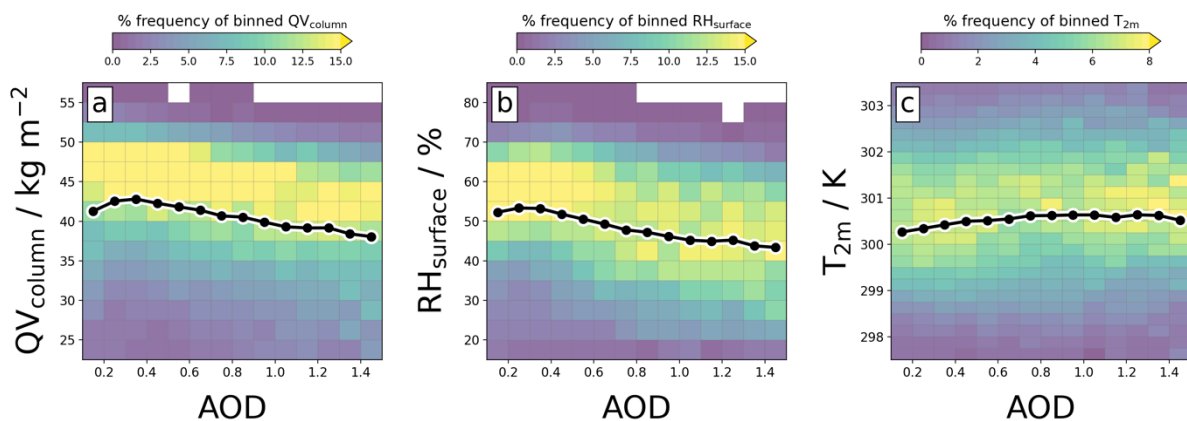 % frequency of binned QVcolumn
0.0 2.5 5.0 7.5 10.0 12.5 15.0
a
QVcolumn / kg m−2
55
50
45
40
35
30
25
0.2 0.4 0.6 0.8 1.0 1.2 1.4
AOD
% frequency of binned RHsurface
0.0 2.5 5.0 7.5 10.0 12.5 15.0
b
RHsurface / %
80
70
60
50
40
30
20
0.2 0.4 0.6 0.8 1.0 1.2 1.4
AOD
% frequency of binned T2m
0 2 4 6 8
c
T2m / K
303
302
301
300
299
298
0.2 0.4 0.6 0.8 1.0 1.2 1.4
AOD